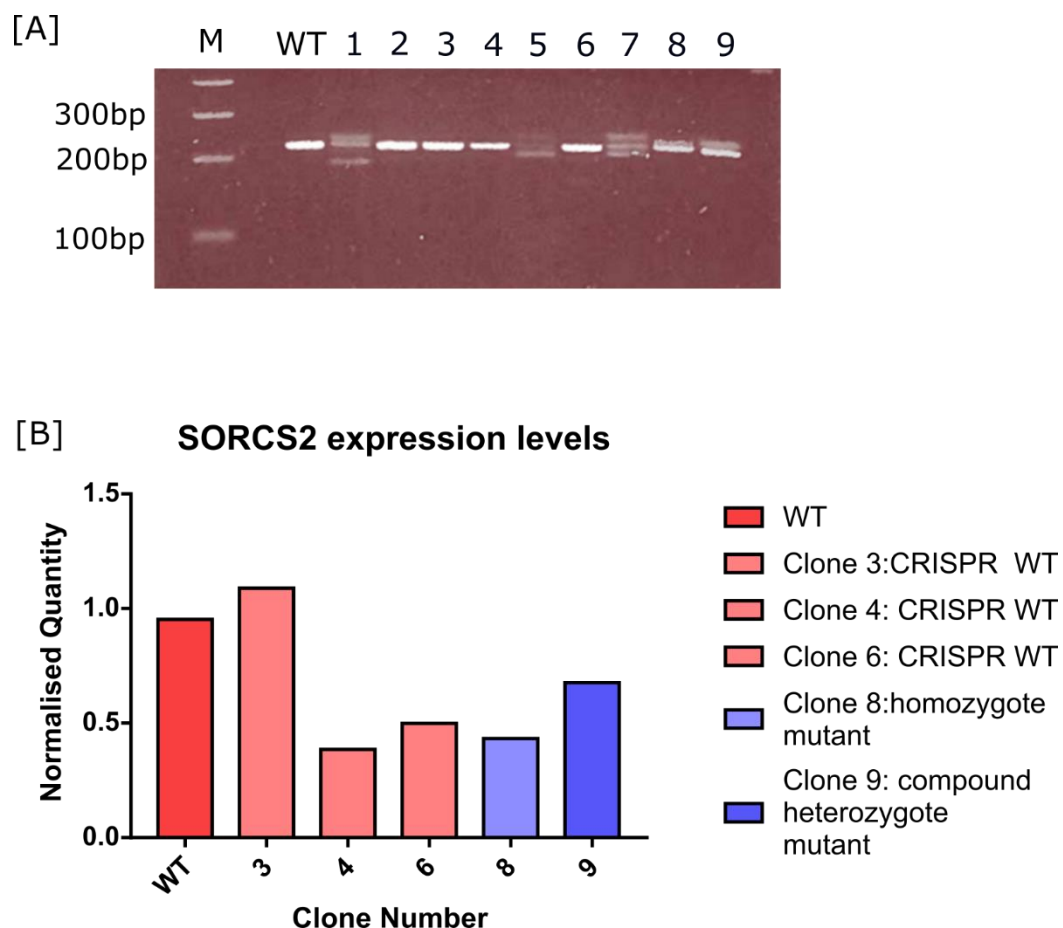 [A]
M WT 1 2 3 4 5 6 7 8 9
300bp
200bp
100bp
[B]
SORCS2 expression levels
Normalised Quantity
1.5
1.0
0.5
0.0
WT 3 4 6 8 9
Clone Number
WT
Clone 3:CRISPR WT
Clone 4: CRISPR WT
Clone 6: CRISPR WT
Clone 8:homozygote
mutant
Clone 9: compound
heterozygote
mutant